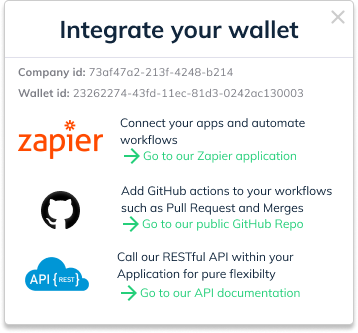 Integrate your wallet
Company id: 73af47a2-213f-4248-b214
Wallet id: 23262274-43fd-11ec-81d3-0242ac130003
zapier
Connect your apps and automate
workflows
Go to our Zapier application
Add GitHub actions to your workflows
such as Pull Request and Merges
Go to our public GitHub Repo
API {REST}
Call our RESTful API within your
Application for pure flexibilty
Go to our API documentation